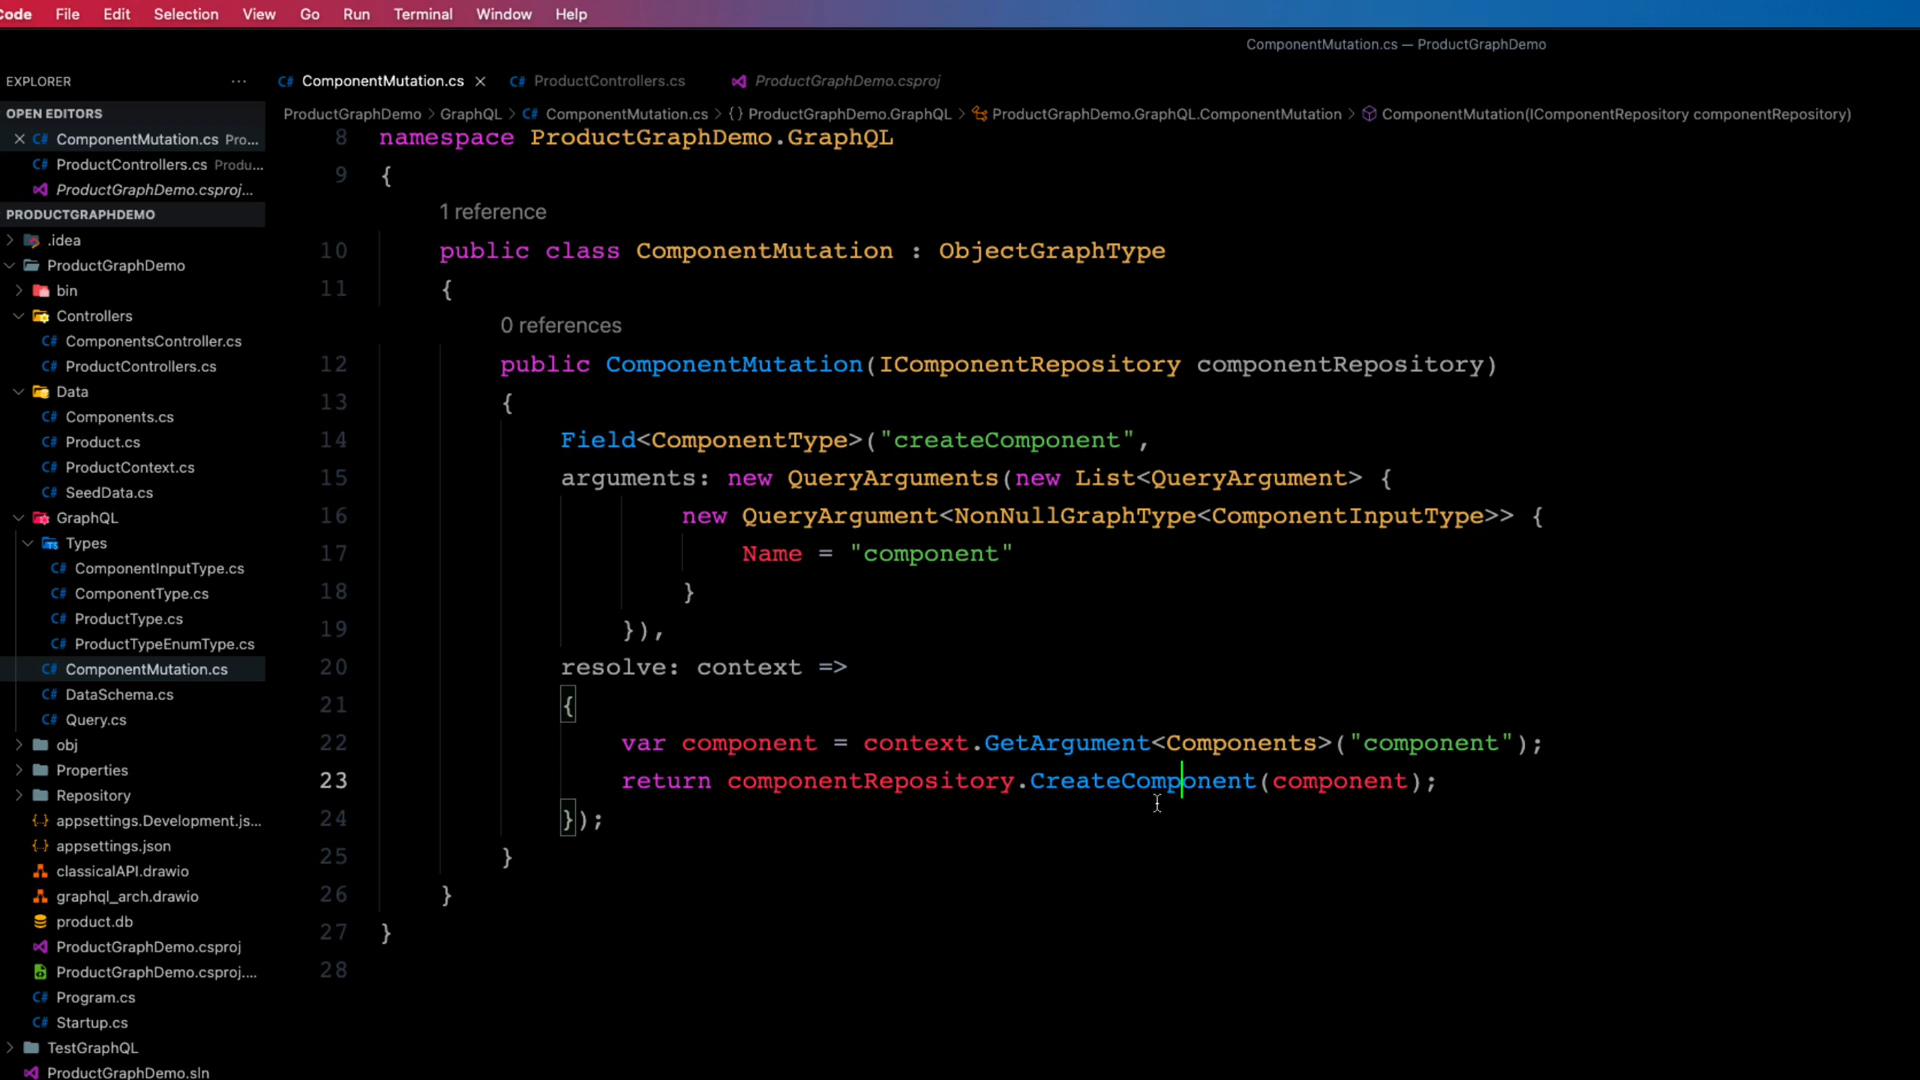 Code File Edit Selection View Go Run Terminal Window Help
ComponentMutation.cs — ProductGraphDemo
EXPLORER ...
ComponentMutation.cs ProductControllers.cs ProductGraphDemo.csproj
OPEN EDITORS
ComponentMutation.cs Pro...
ProductControllers.cs Produ...
ProductGraphDemo.csproj...
PRODUCTGRAPHDEMO
.idea
ProductGraphDemo
bin
Controllers
ComponentsController.cs
ProductControllers.cs
Data
Components.cs
Product.cs
ProductContext.cs
SeedData.cs
GraphQL
Types
ComponentInputType.cs
ComponentType.cs
ProductType.cs
ProductTypeEnumType.cs
ComponentMutation.cs
DataSchema.cs
Query.cs
obj
Properties
Repository
appsettings.Development.js...
appsettings.json
classicalAPI.drawio
graphql_arch.drawio
product.db
ProductGraphDemo.csproj
ProductGraphDemo.csproj....
Program.cs
Startup.cs
TestGraphQL
ProductGraphDemo.sln
ProductGraphDemo > GraphQL > ComponentMutation.cs > {} ProductGraphDemo.GraphQL > ProductGraphDemo.GraphQL.ComponentMutation > ComponentMutation(IComponentRepository componentRepository)
8 namespace ProductGraphDemo.GraphQL
9 {
1 reference
10 public class ComponentMutation : ObjectGraphType
11 {
0 references
12 public ComponentMutation(IComponentRepository componentRepository)
13 {
14 Field<ComponentType>("createComponent",
15 arguments: new QueryArguments(new List<QueryArgument> {
16 new QueryArgument<NonNullGraphType<ComponentInputType>> {
17 Name = "component"
18 }
19 }),
20 resolve: context =>
21 {
22 var component = context.GetArgument<Components>("component");
23 return componentRepository.CreateComponent(component);
24 });
25 }
26 }
27 }
28